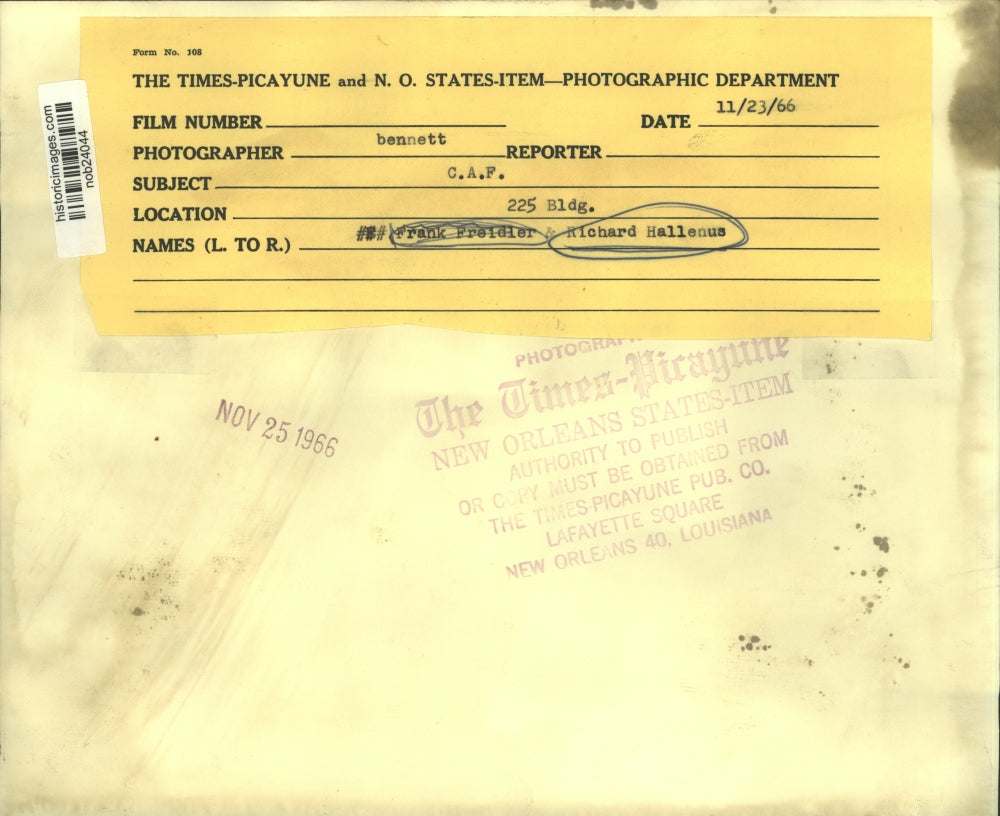 Form No. 108
THE TIMES-PICAYUNE and N. O. STATES-ITEM—PHOTOGRAPHIC DEPARTMENT
FILM NUMBER
DATE 11/23/66
PHOTOGRAPHER bennett REPORTER
SUBJECT C.A.F.
LOCATION 225 Bldg.
NAMES (L. TO R.) ### Frank Freidler & Richard Hallenus
historicimages.com
nob24044
NOV 25 1966
The Times-Picayune
NEW ORLEANS STATES-ITEM
AUTHORITY TO PUBLISH
OR COPY MUST BE OBTAINED FROM
THE TIMES-PICAYUNE PUB. CO.
LAFAYETTE SQUARE
NEW ORLEANS 40, LOUISIANA